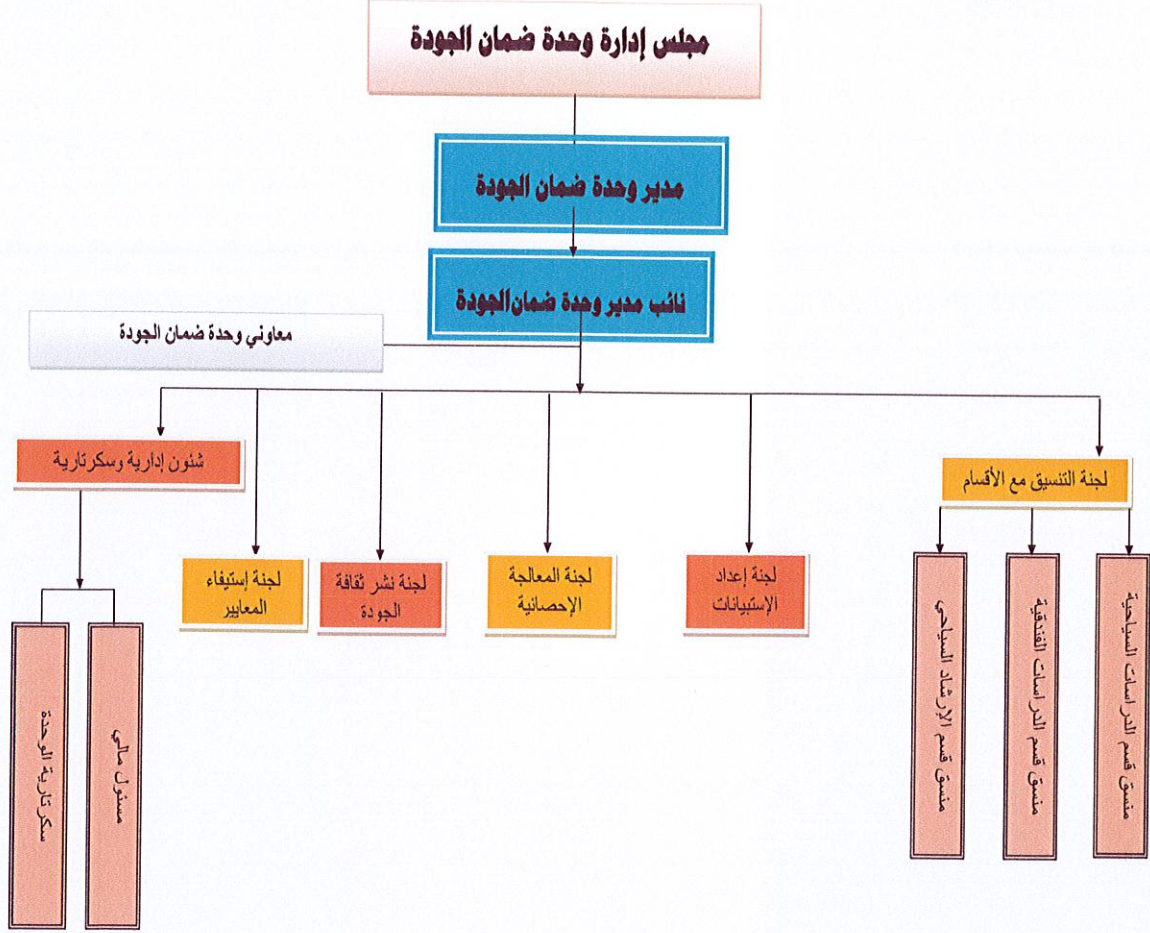 مجلس إدارة وحدة ضمان الجودة
مدير وحدة ضمان الجودة
نائب مدير وحدة ضمان الجودة
معاوني وحدة ضمان الجودة
لجنة التنسيق مع الأقسام
شئون إدارية وسكرتارية
لجنة إعداد
الإستبيانات
لجنة المعالجة
الإحصائية
لجنة نشر ثقافة
الجودة
لجنة إستيفاء
المعايير
منسق قسم الدراسات السياحية
منسق قسم الدراسات الفندقية
منسق قسم الإرشاد السياحي
مسئول مالي
سكرتارية الوحدة